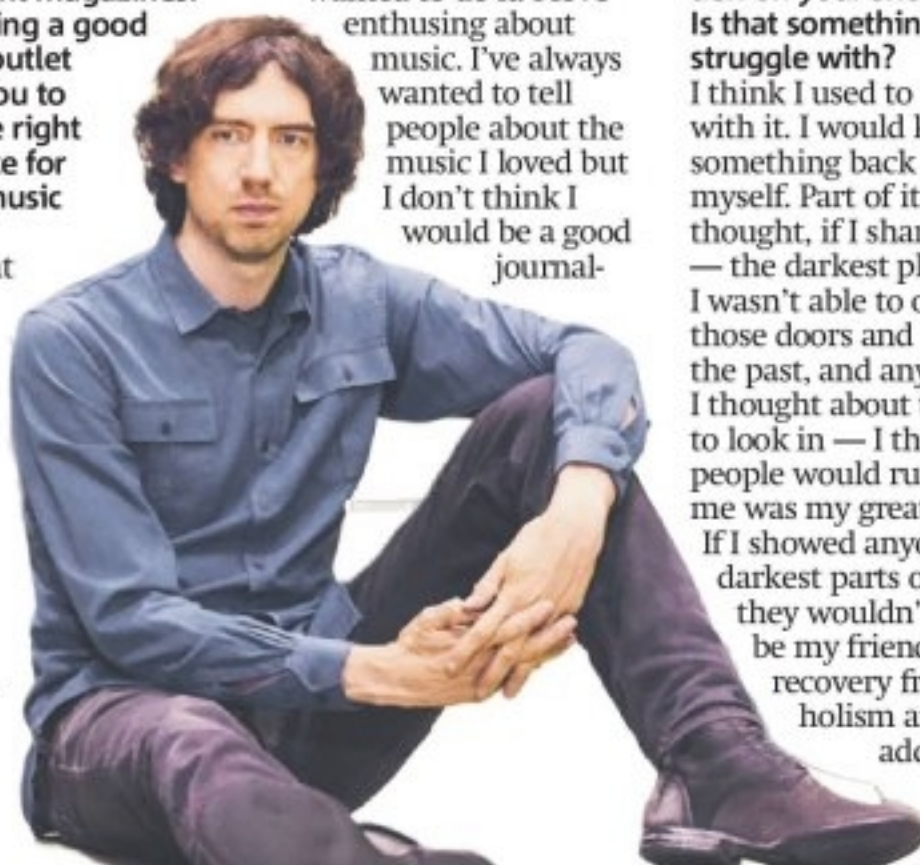 ing a good
outlet
ou to
right
for
music
enthusing about
music. I've always
wanted to tell
people about the
music I loved but
I don't think I
would be a good
journal-
Is that somethin
struggle with?
I think I used to
with it. I would
something back
myself. Part of it
thought, if I shar
— the darkest pl
I wasn't able to
those doors and
the past, and any
I thought about
to look in — I th
people would ru
me was my grea
If I showed anyo
darkest parts
they wouldn'
be my frien
recovery fr
holism a
add